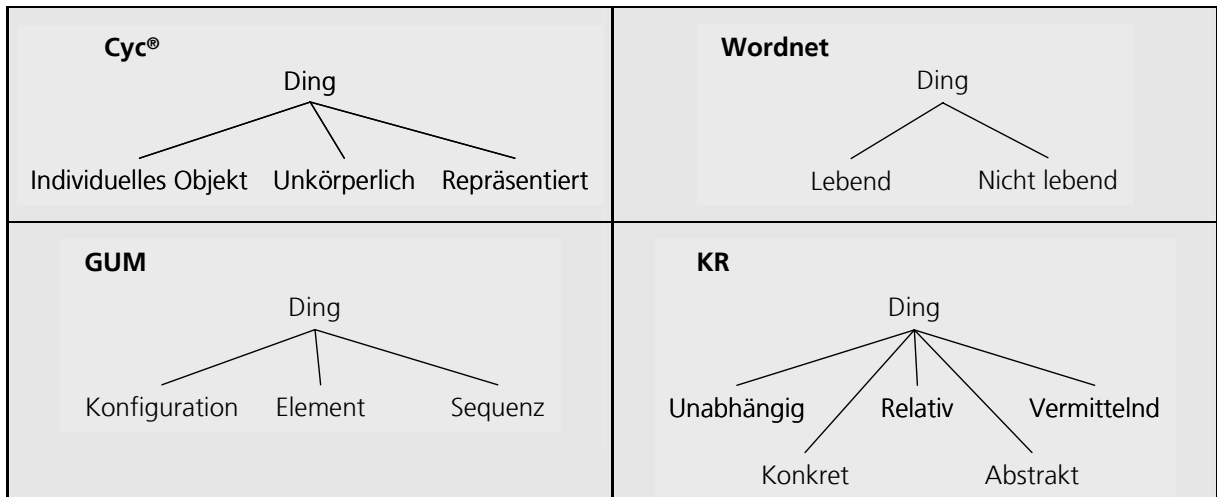 Cyc®
Ding
Individuelles Objekt Unkörperlich Repräsentiert
Wordnet
Ding
Lebend Nicht lebend
GUM
Ding
Konfiguration Element Sequenz
KR
Ding
Unabhängig Relativ Vermittelnd
Konkret Abstrakt